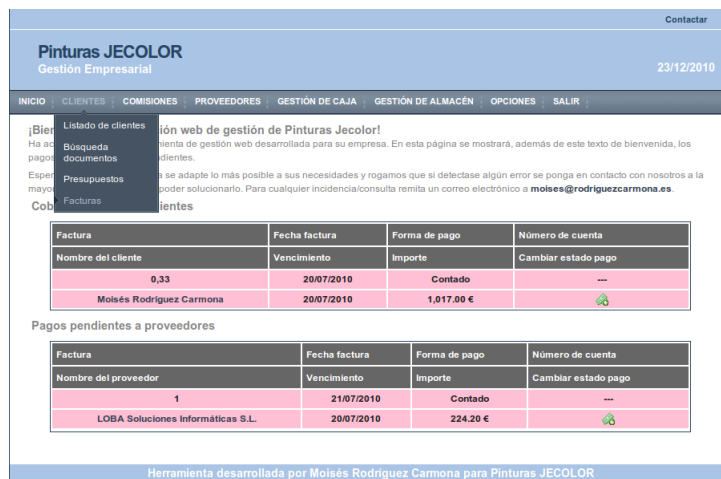 Contactar
Pinturas JECOLOR
Gestión Empresarial
23/12/2010
INICIO CLIENTES COMISIONES PROVEEDORES GESTIÓN DE CAJA GESTIÓN DE ALMACÉN OPCIONES SALIR
Listado de clientes
Búsqueda documentos
Presupuestos
Facturas
¡Bien ión web de gestión de Pinturas Jecolor!
Ha ac mienta de gestión web desarrollada para su empresa. En esta página se mostrará, además de este texto de bienvenida, los
pagos dientes.
Esper a se adapte lo más posible a sus necesidades y rogamos que si detectase algún error se ponga en contacto con nosotros a la
mayor poder solucionarlo. Para cualquier incidencia/consulta remita un correo electrónico a moises@rodriguezcarmona.es.
Cob ientes
Factura Fecha factura Forma de pago Número de cuenta
Nombre del cliente Vencimiento Importe Cambiar estado pago
0,33 20/07/2010 Contado ---
Moisés Rodríguez Carmona 20/07/2010 1,017.00 €
Pagos pendientes a proveedores
Factura Fecha factura Forma de pago Número de cuenta
Nombre del proveedor Vencimiento Importe Cambiar estado pago
1 21/07/2010 Contado ---
LOBA Soluciones Informáticas S.L. 20/07/2010 224.20 €
Herramienta desarrollada por Moisés Rodríguez Carmona para Pinturas JECOLOR